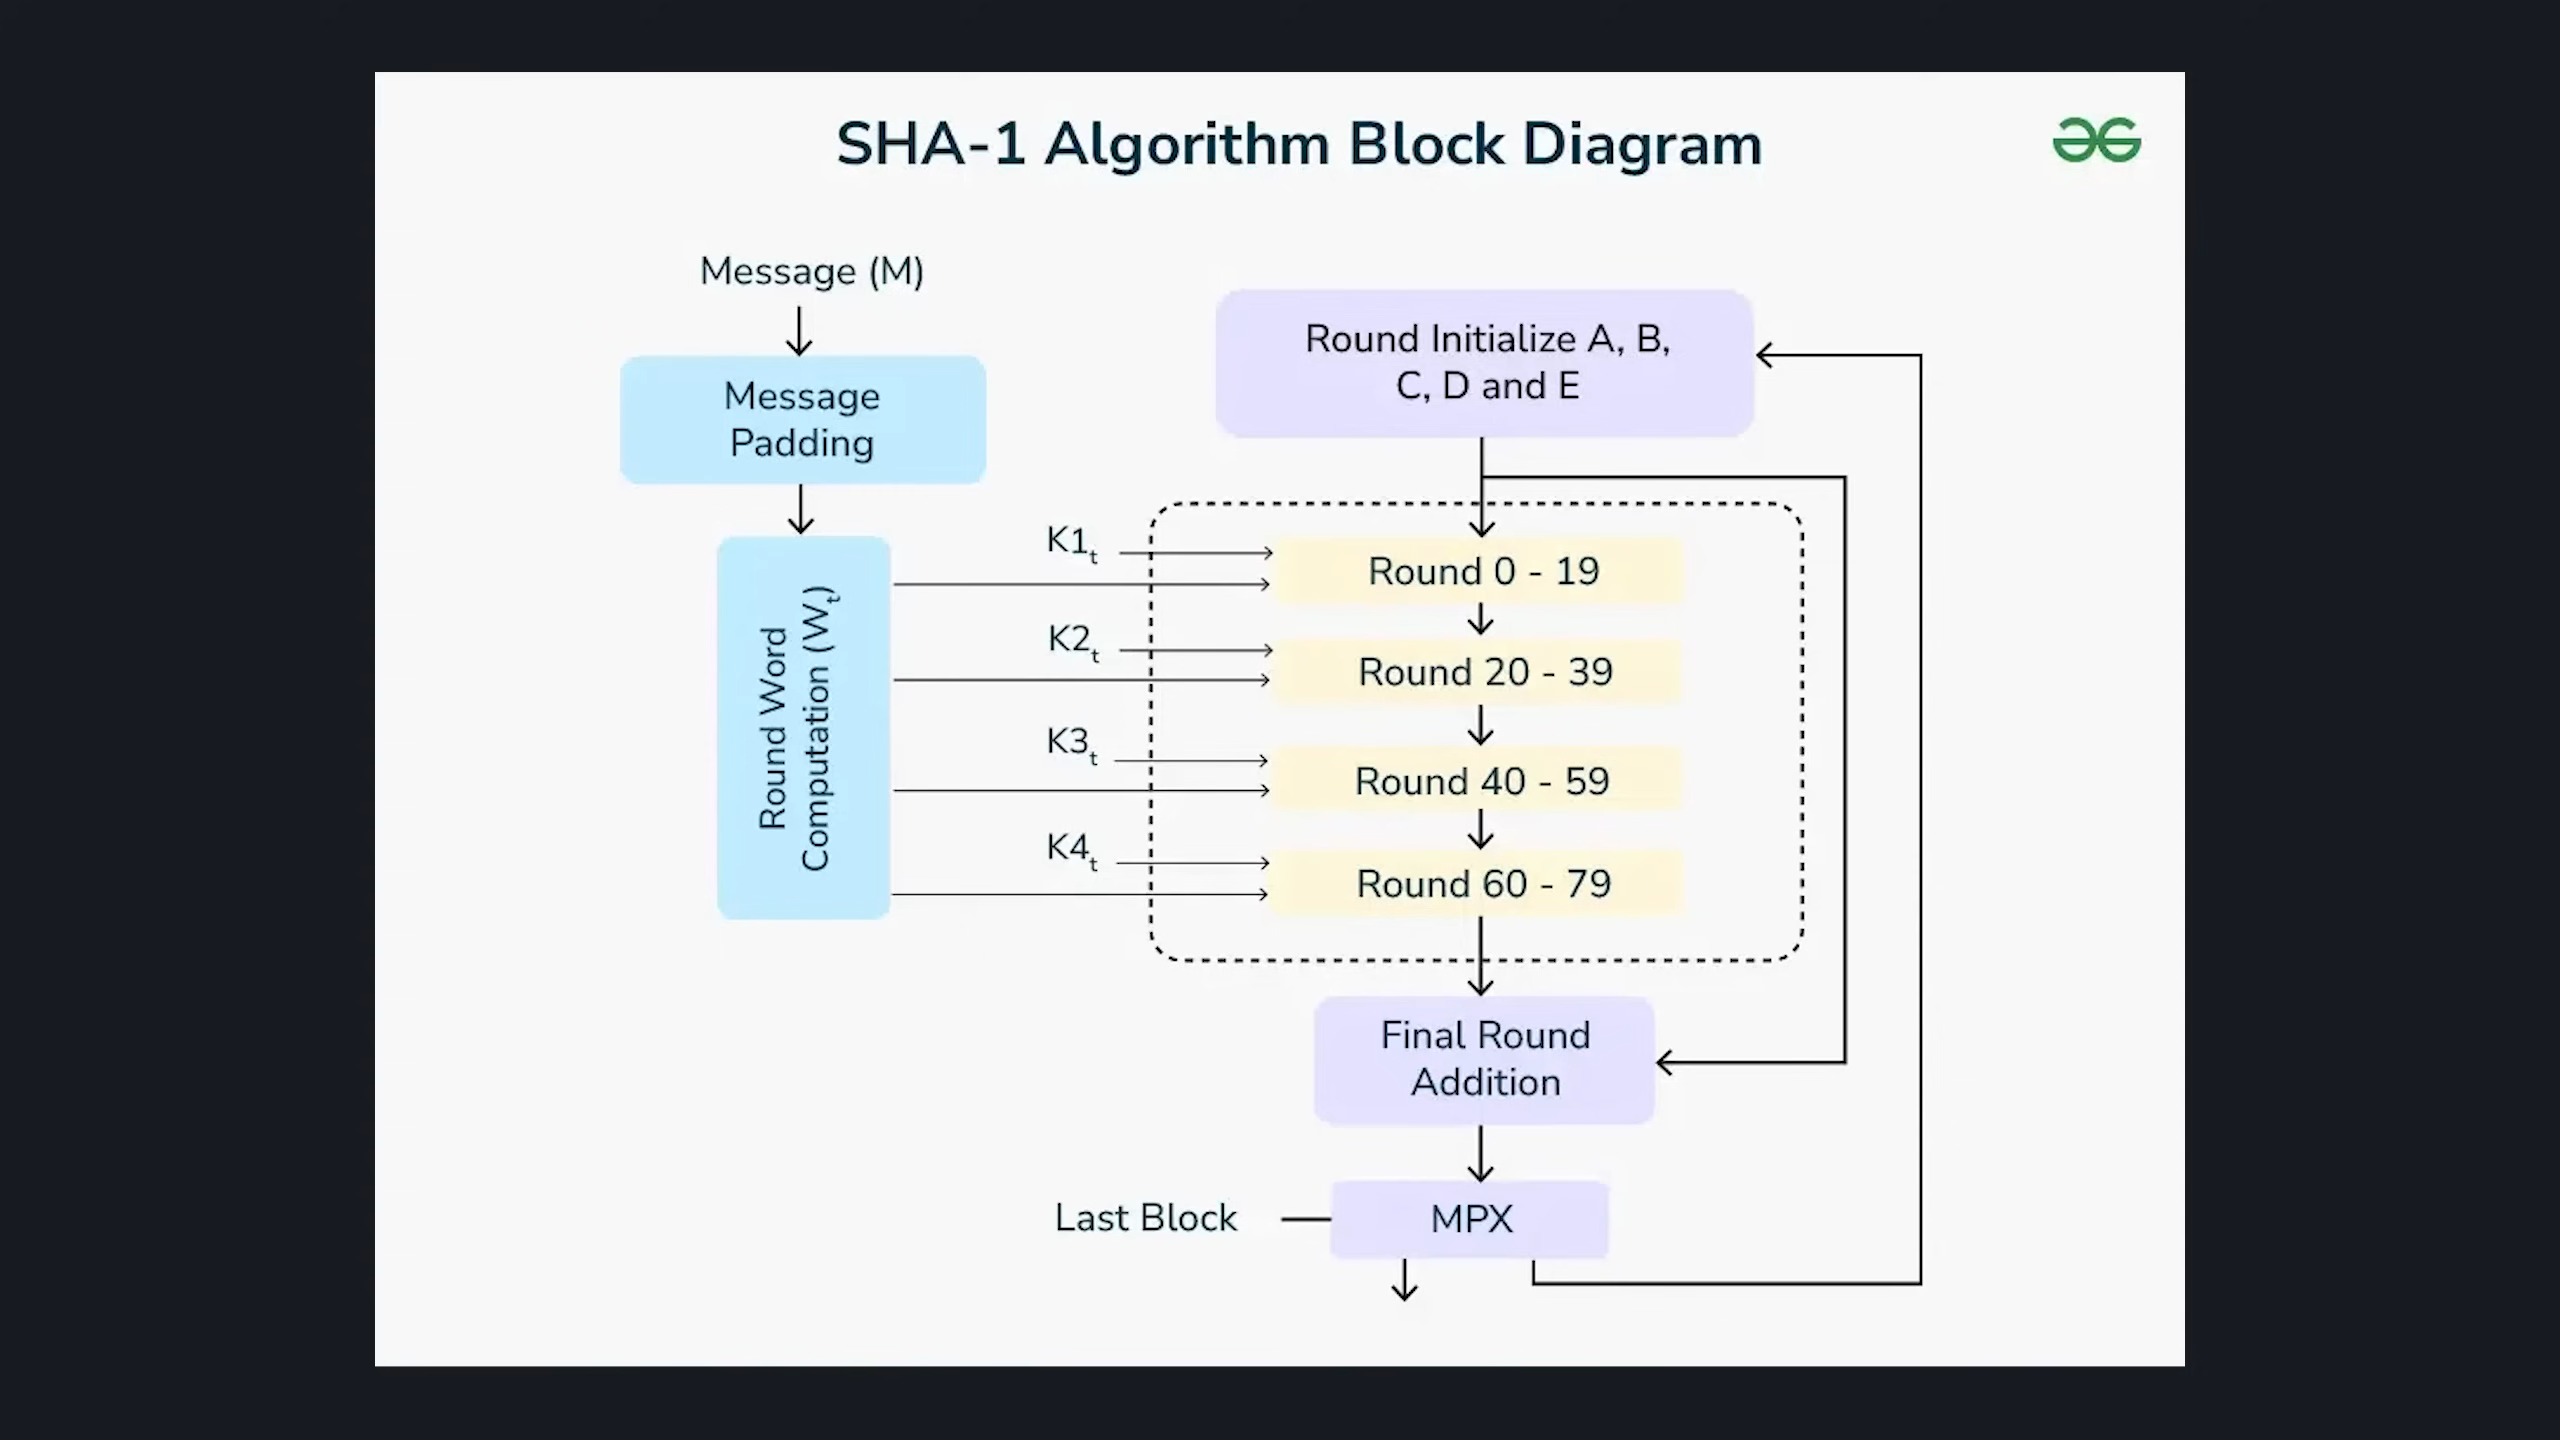 SHA-1 Algorithm Block Diagram
Message (M)
Message
Padding
Round Word
Computation (Wt)
Round Initialize A, B,
C, D and E
K1t
Round 0 - 19
K2t
Round 20 - 39
K3t
Round 40 - 59
K4t
Round 60 - 79
Final Round
Addition
Last Block
MPX